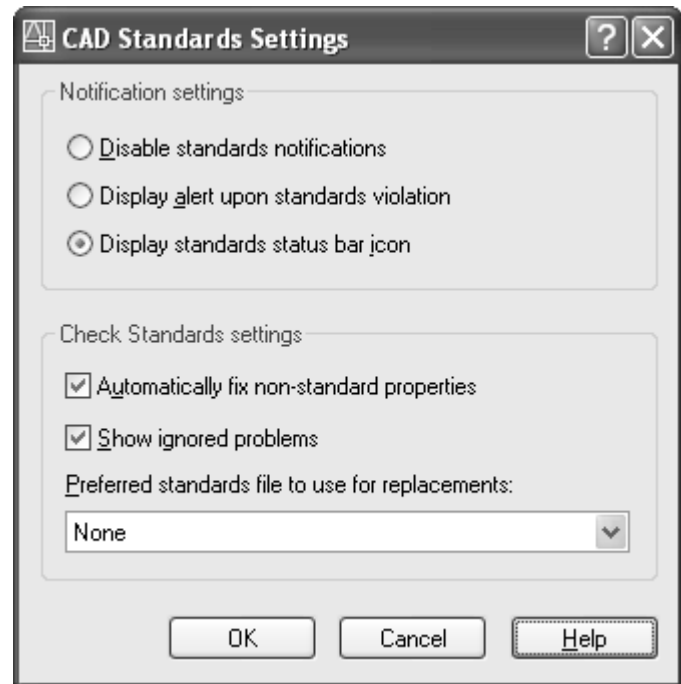 CAD Standards Settings
Notification settings
Disable standards notifications
Display alert upon standards violation
Display standards status bar icon
Check Standards settings
Automatically fix non-standard properties
Show ignored problems
Preferred standards file to use for replacements:
None
OK Cancel Help